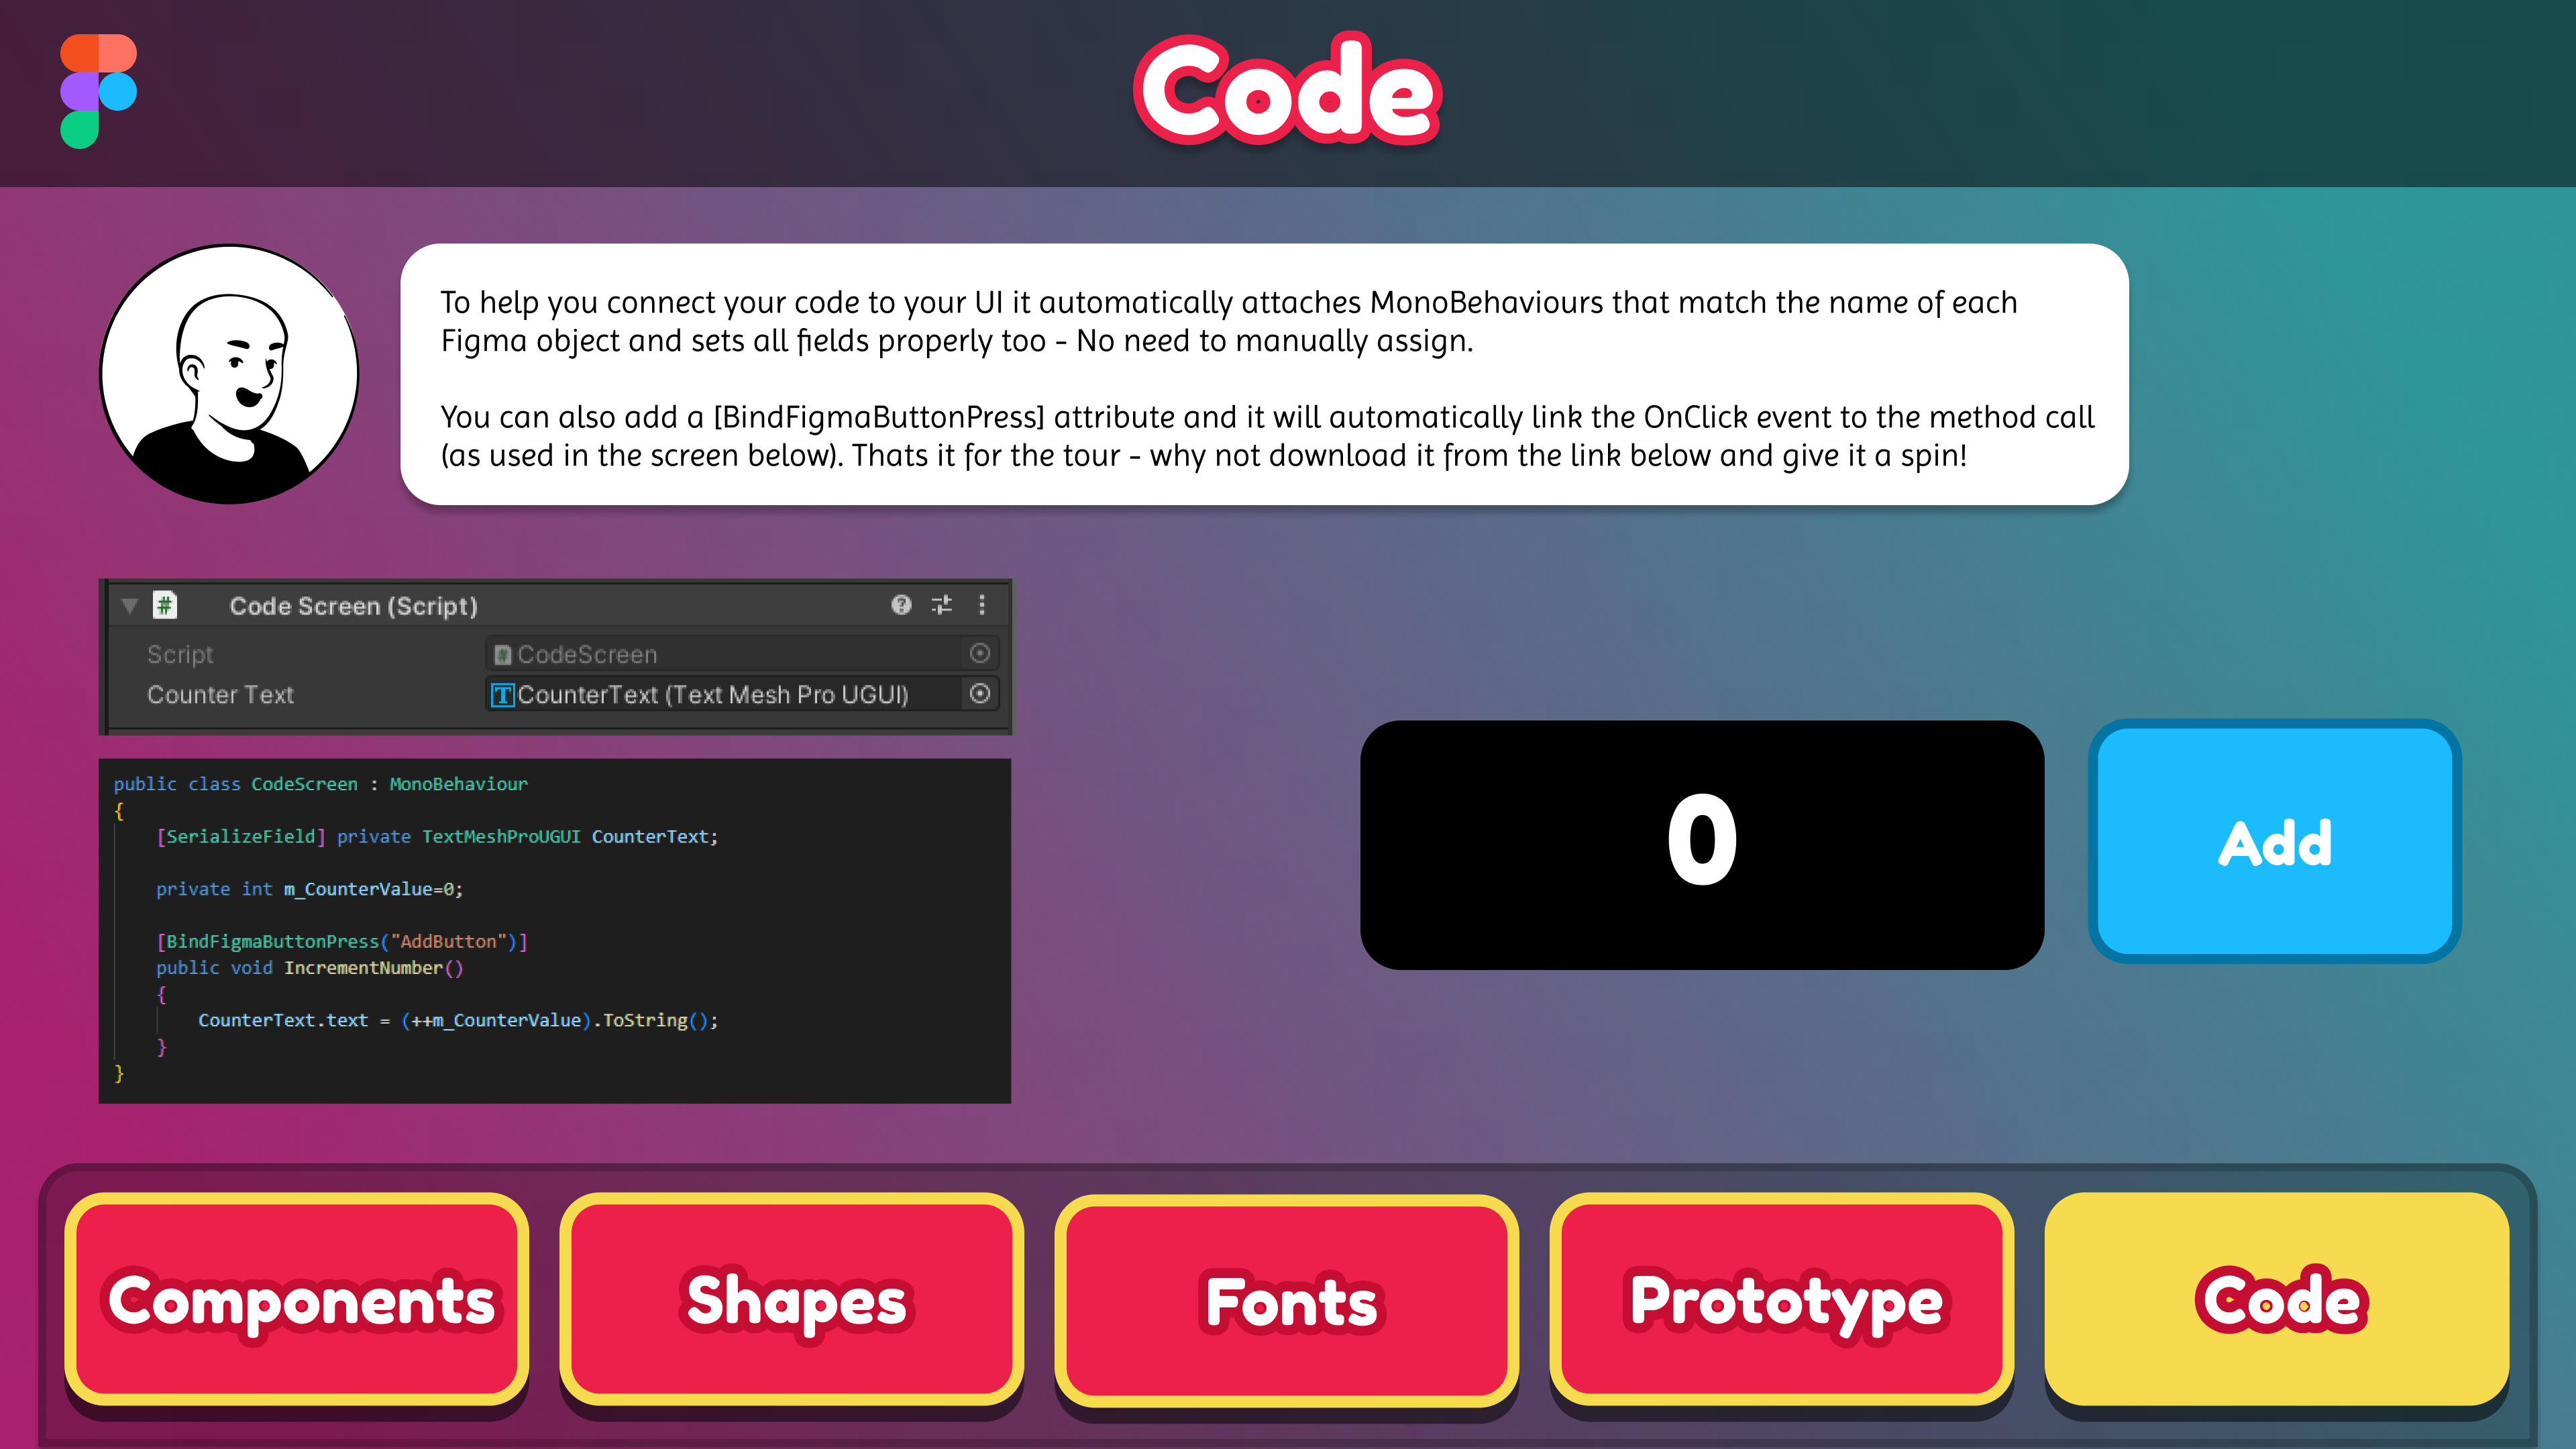 Code
To help you connect your code to your UI it automatically attaches MonoBehaviours that match the name of each
Figma object and sets all fields properly too - No need to manually assign.
You can also add a [BindFigmaButtonPress] attribute and it will automatically link the OnClick event to the method call
(as used in the screen below). Thats it for the tour - why not download it from the link below and give it a spin!
# Code Screen (Script)
Script # CodeScreen
Counter Text T CounterText (Text Mesh Pro UGUI)
public class CodeScreen : MonoBehaviour
{
[SerializeField] private TextMeshProUGUI CounterText;
private int m_CounterValue=0;
[BindFigmaButtonPress("AddButton")]
public void IncrementNumber()
{
CounterText.text = (++m_CounterValue).ToString();
}
}
0
Add
Components
Shapes
Fonts
Prototype
Code